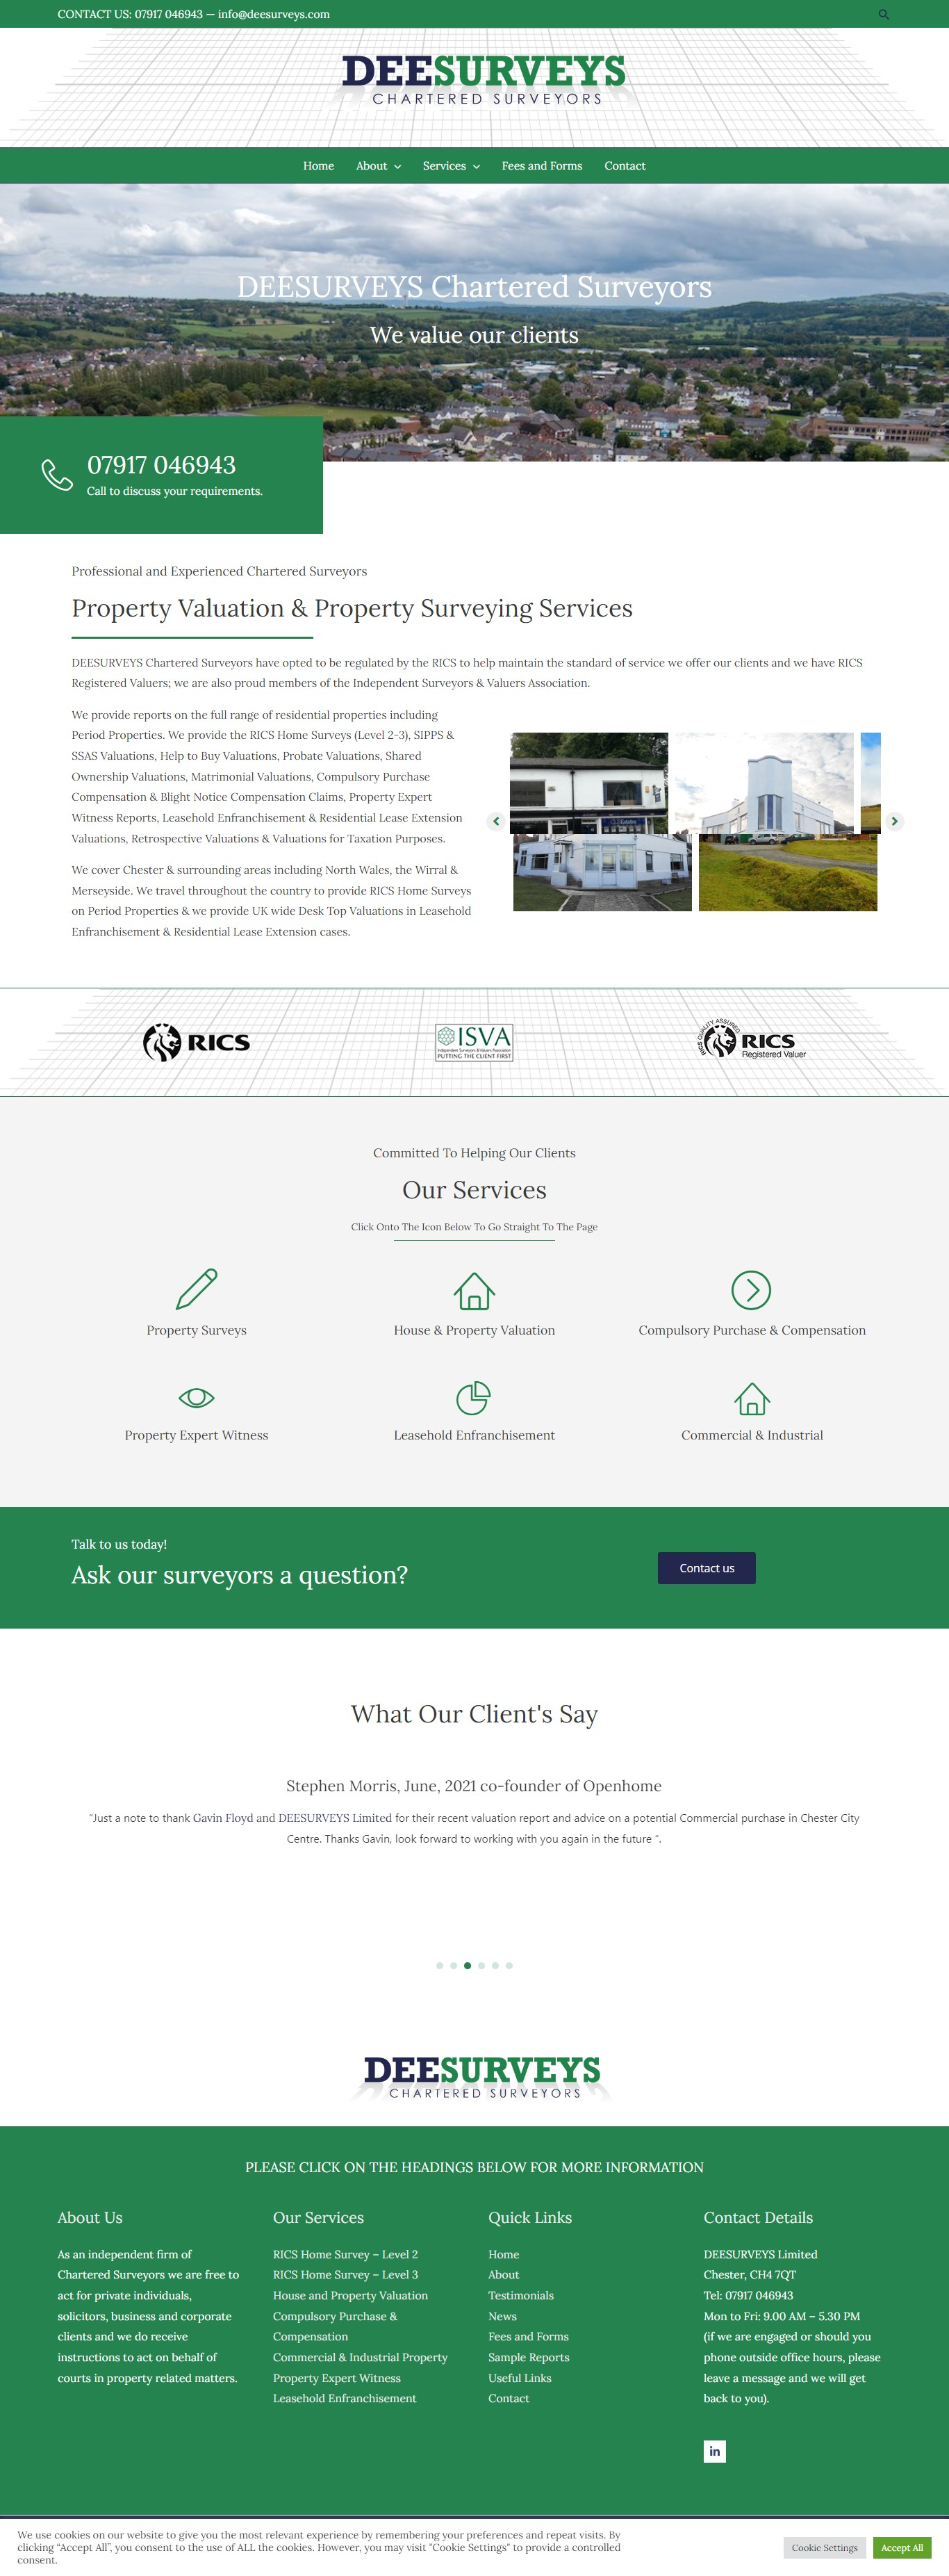 CONTACT US: 07917 046943 — info@deesurveys.com
DEESURVEYS
CHARTERED SURVEYORS
Home About Services Fees and Forms Contact
DEESURVEYS Chartered Surveyors
We value our clients
07917 046943
Call to discuss your requirements.
Professional and Experienced Chartered Surveyors
Property Valuation & Property Surveying Services
DEESURVEYS Chartered Surveyors have opted to be regulated by the RICS to help maintain the standard of service we offer our clients and we have RICS
Registered Valuers; we are also proud members of the Independent Surveyors & Valuers Association.
We provide reports on the full range of residential properties including
Period Properties. We provide the RICS Home Surveys (Level 2-3), SIPPS &
SSAS Valuations, Help to Buy Valuations, Probate Valuations, Shared
Ownership Valuations, Matrimonial Valuations, Compulsory Purchase
Compensation & Blight Notice Compensation Claims, Property Expert
Witness Reports, Leasehold Enfranchisement & Residential Lease Extension
Valuations, Retrospective Valuations & Valuations for Taxation Purposes.
We cover Chester & surrounding areas including North Wales, the Wirral &
Merseyside. We travel throughout the country to provide RICS Home Surveys
on Period Properties & we provide UK wide Desk Top Valuations in Leasehold
Enfranchisement & Residential Lease Extension cases.
RICS
ISVA
Independent Surveyors & Valuers Association
PUTTING THE CLIENT FIRST
RICS QUALITY ASSURED
RICS
Registered Valuer
Committed To Helping Our Clients
Our Services
Click Onto The Icon Below To Go Straight To The Page
Property Surveys
House & Property Valuation
Compulsory Purchase & Compensation
Property Expert Witness
Leasehold Enfranchisement
Commercial & Industrial
Talk to us today!
Ask our surveyors a question?
Contact us
What Our Client's Say
Stephen Morris, June, 2021 co-founder of Openhome
"Just a note to thank Gavin Floyd and DEESURVEYS Limited for their recent valuation report and advice on a potential Commercial purchase in Chester City
Centre. Thanks Gavin, look forward to working with you again in the future ".
DEESURVEYS
CHARTERED SURVEYORS
PLEASE CLICK ON THE HEADINGS BELOW FOR MORE INFORMATION
About Us
As an independent firm of
Chartered Surveyors we are free to
act for private individuals,
solicitors, business and corporate
clients and we do receive
instructions to act on behalf of
courts in property related matters.
Our Services
RICS Home Survey – Level 2
RICS Home Survey – Level 3
House and Property Valuation
Compulsory Purchase &
Compensation
Commercial & Industrial Property
Property Expert Witness
Leasehold Enfranchisement
Quick Links
Home
About
Testimonials
News
Fees and Forms
Sample Reports
Useful Links
Contact
Contact Details
DEESURVEYS Limited
Chester, CH4 7QT
Tel: 07917 046943
Mon to Fri: 9.00 AM – 5.30 PM
(if we are engaged or should you
phone outside office hours, please
leave a message and we will get
back to you).
in
We use cookies on our website to give you the most relevant experience by remembering your preferences and repeat visits. By
clicking “Accept All”, you consent to the use of ALL the cookies. However, you may visit "Cookie Settings" to provide a controlled
consent.
Cookie Settings
Accept All